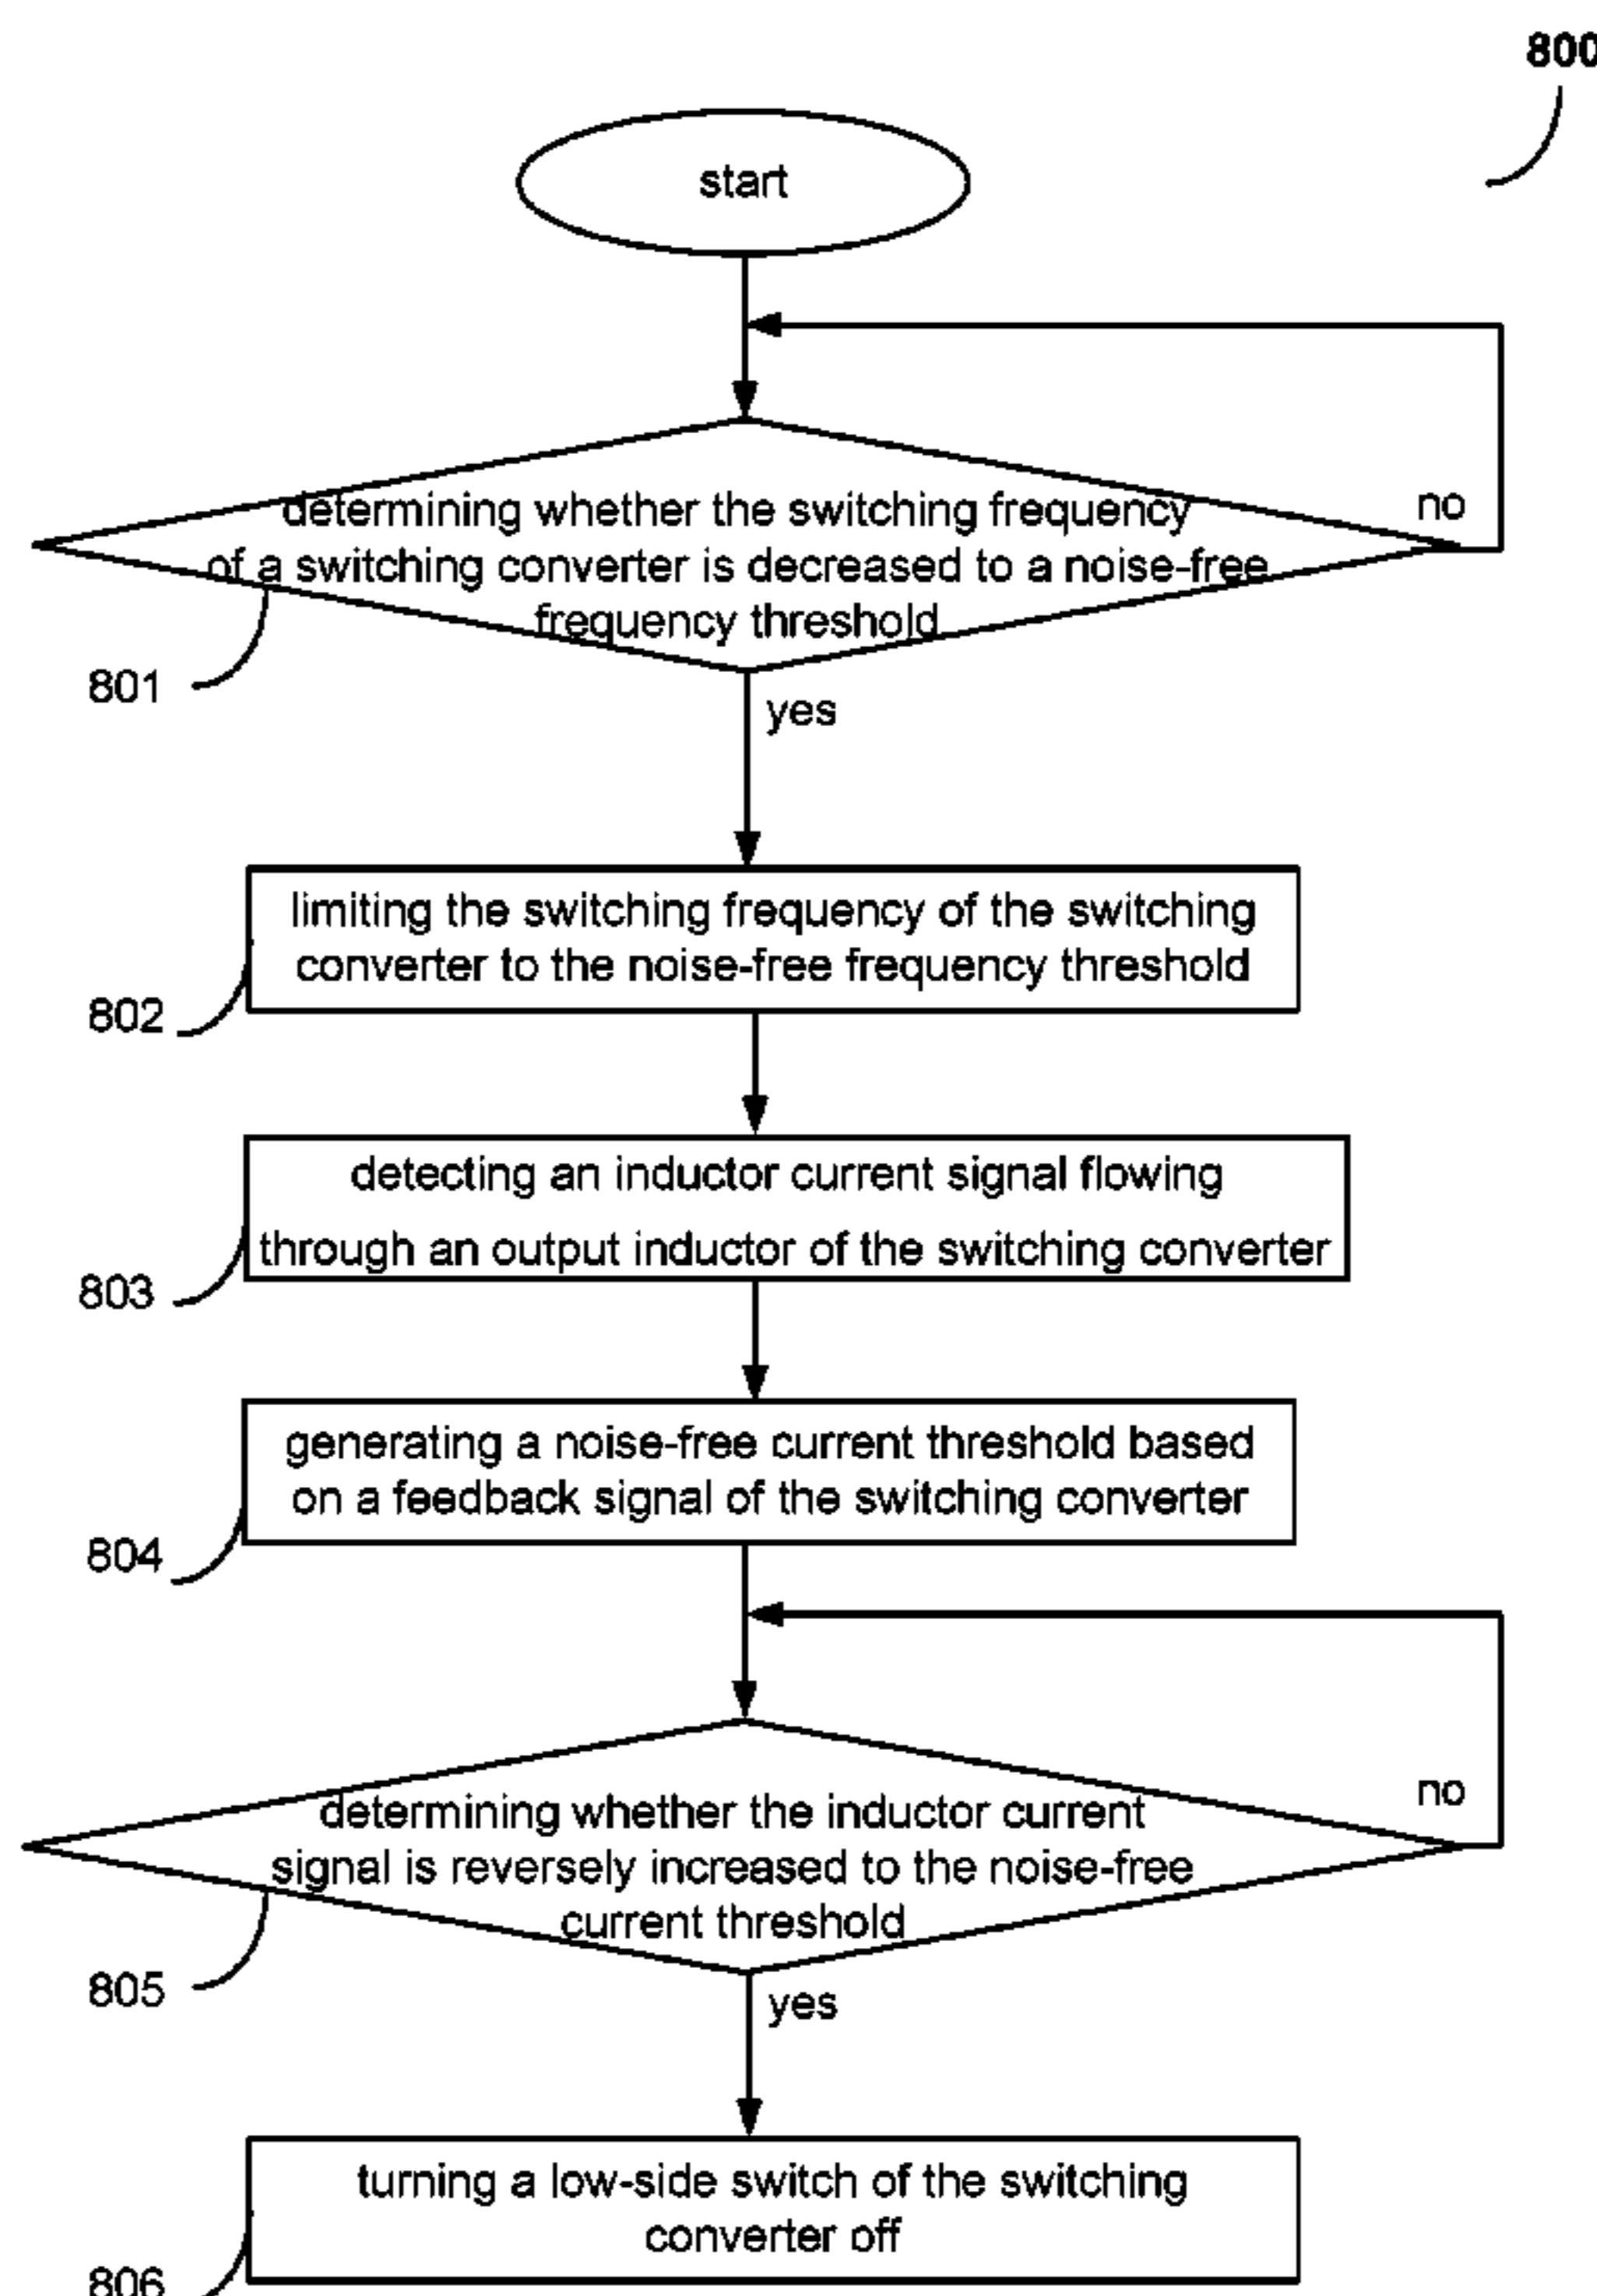 800
start
determining whether the switching frequency
of a switching converter is decreased to a noise-free
frequency threshold
no
801
yes
limiting the switching frequency of the switching
converter to the noise-free frequency threshold
802
detecting an inductor current signal flowing
through an output inductor of the switching converter
803
generating a noise-free current threshold based
on a feedback signal of the switching converter
804
determining whether the inductor current
signal is reversely increased to the noise-free
current threshold
no
805
yes
turning a low-side switch of the switching
converter off
806